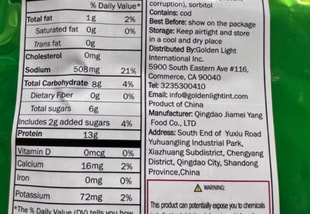 % Daily Value*
Total fat 1g 2%
Saturated fat 0g 0%
Trans fat 0g
Cholesterol 0mg
Sodium 508mg 21%
Total Carbohydrate 8g 4%
Dietary Fiber 0g 0%
Total sugars 6g
Includes 2g added sugars 4%
Protein 13g
Vitamin D 0mcg 0%
Calcium 16mg 2%
Iron 0mg 0%
Potassium 72mg 2%
*The % Daily Value (DV) tells you how
corruption), sorbitol
Contains: cod
Best Before: show on the package
Storage: Keep airtight and store
in a cool and dry place
Distributed By:Golden Light
International Inc.
5900 South Eastern Ave #116,
Commerce, CA 90040
Tel: 3235300410
Email: info@goldenlightint.com
Product of China
Manufacturer: Qingdao Jiamei Yang
Food Co., LTD
Address: South End of Yuxiu Road
Yuhuangling Industrial Park,
Xiazhuang Subdistrict, Chengyang
District, Qingdao City, Shandong
Province,China
WARNING:
This product can potentially expose you to chemicals